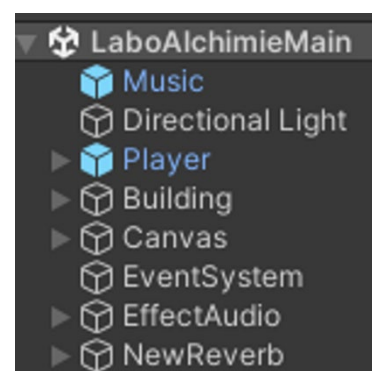 LaboAlchimieMain
Music
Directional Light
Player
Building
Canvas
EventSystem
EffectAudio
NewReverb